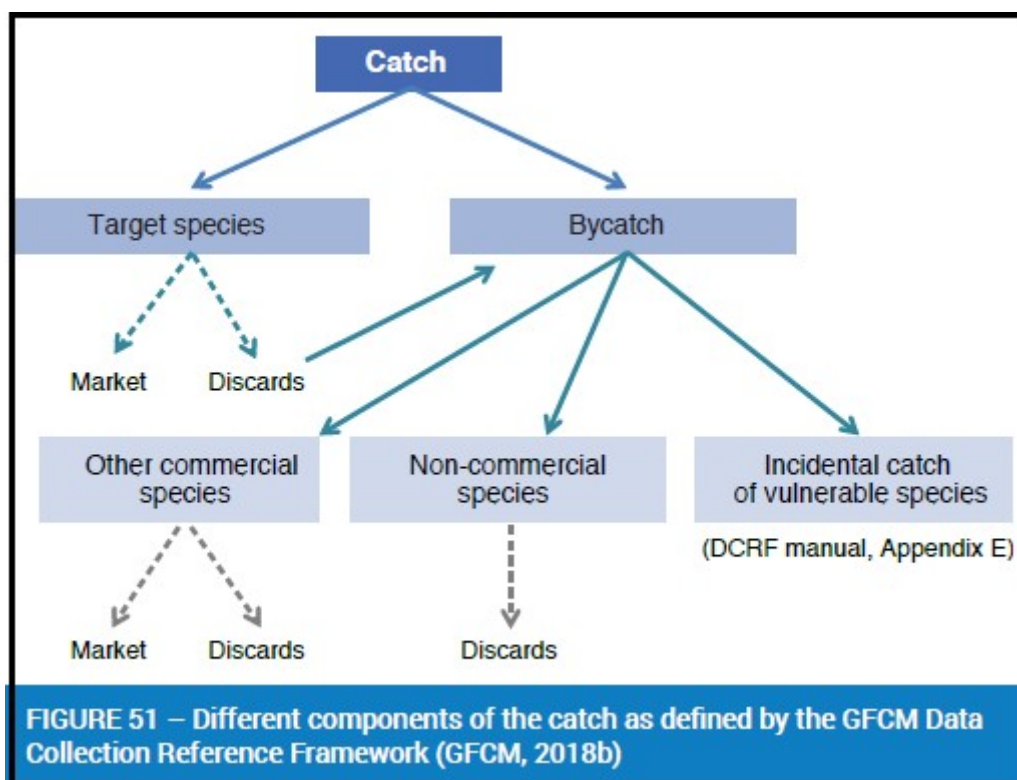 Catch
Target species
Bycatch
Market
Discards
Other commercial
species
Non-commercial
species
Incidental catch
of vulnerable species
(DCRF manual, Appendix E)
Market
Discards
Discards
FIGURE 51 – Different components of the catch as defined by the GFCM Data
Collection Reference Framework (GFCM, 2018b)